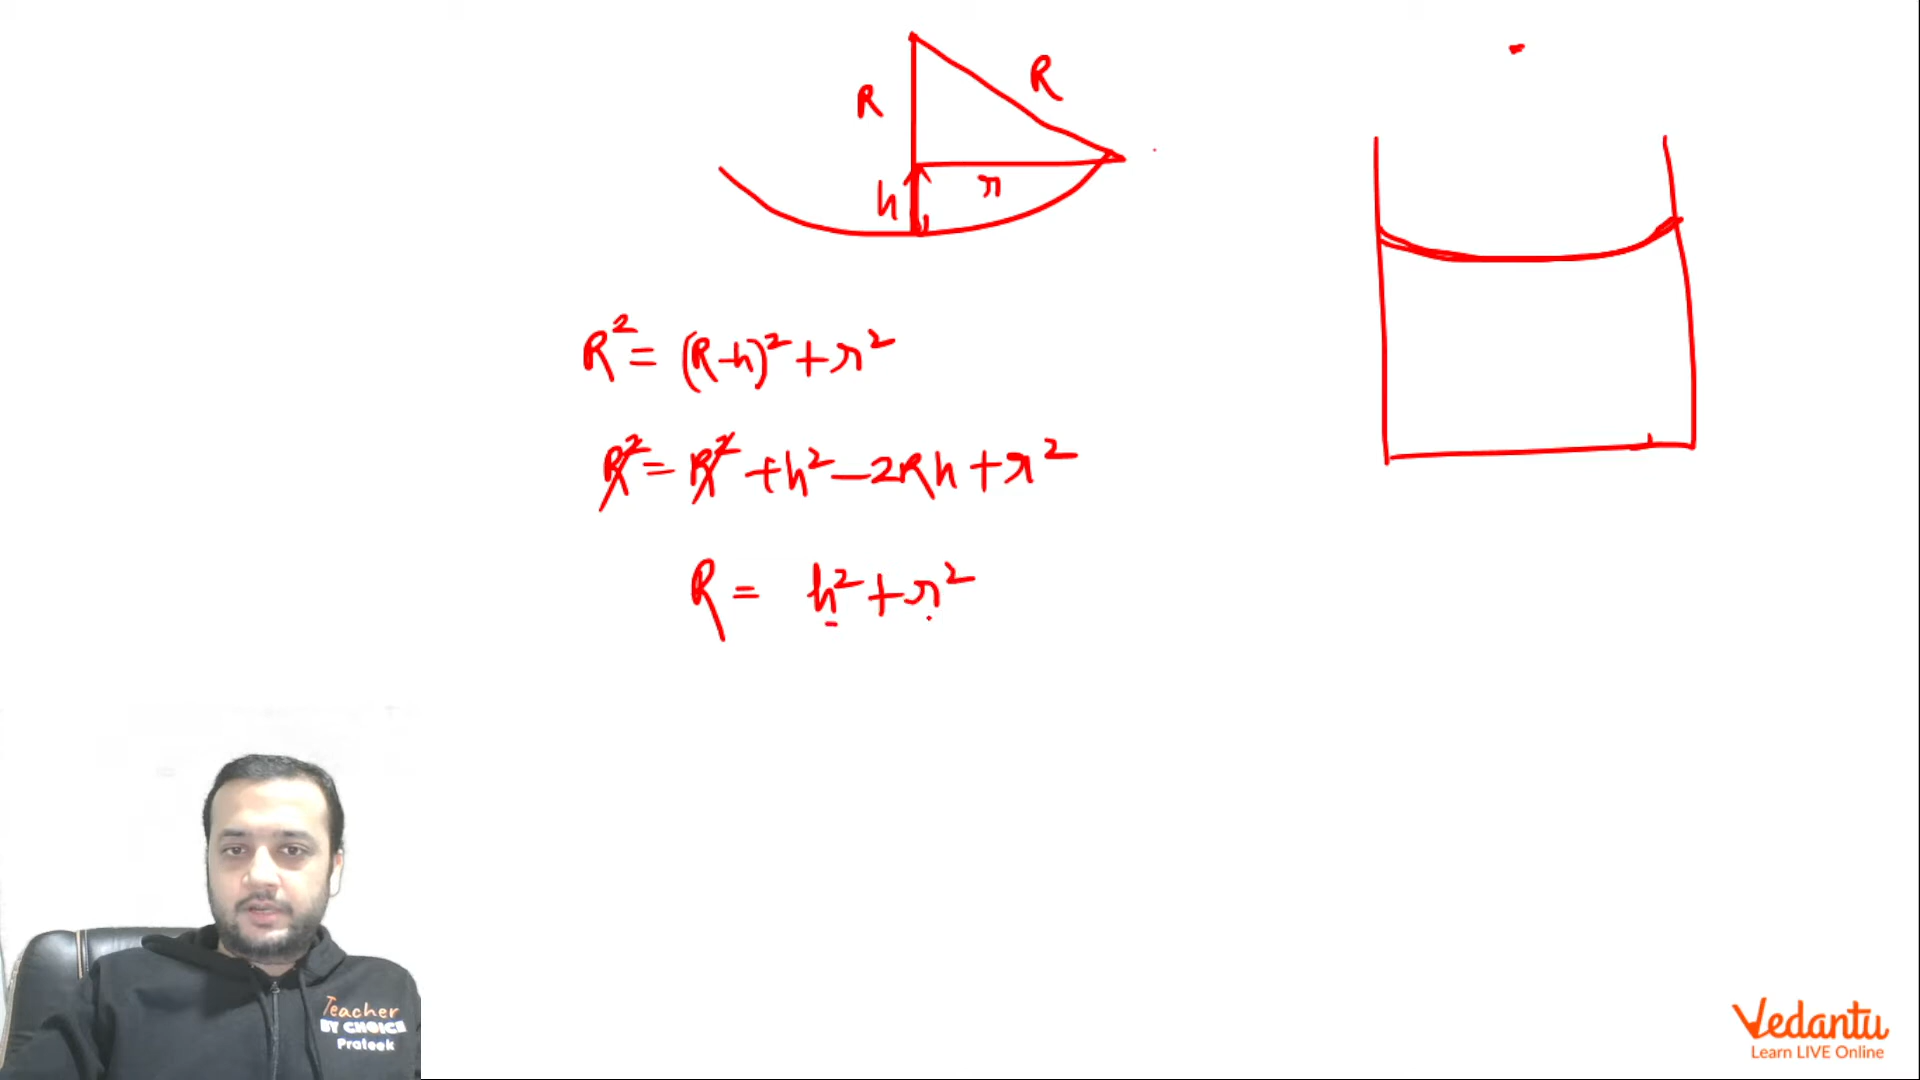 R
R
h
r
R² = (R-h)² + r²
R² = R² + h² - 2Rh + r²
R = h² + r²
Teacher
BY CHOICE
Prateek
Vedantu
Learn LIVE Online